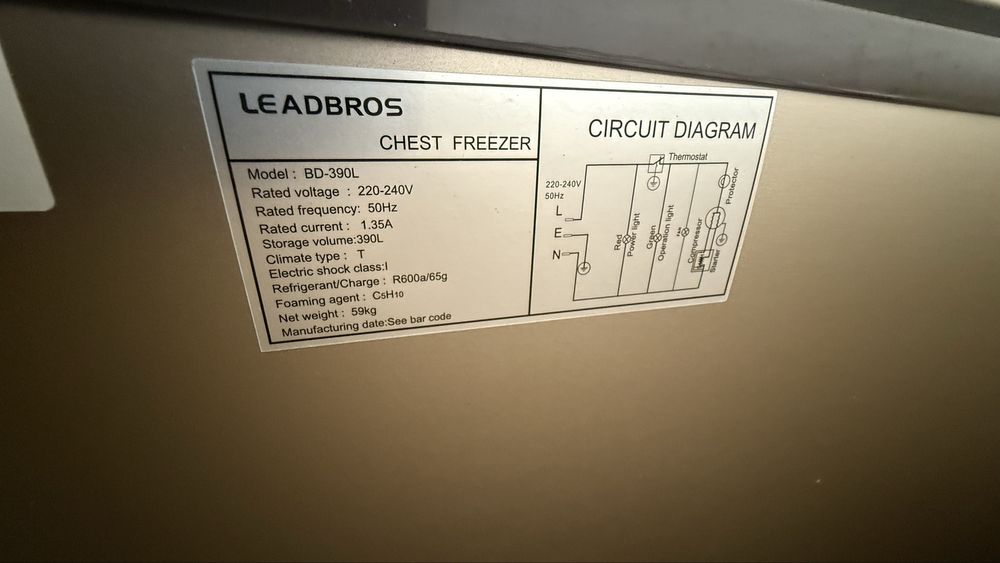 LEADBROS
CHEST FREEZER
Model : BD-390L
Rated voltage : 220-240V
Rated frequency: 50Hz
Rated current : 1.35A
Storage volume:390L
Climate type : T
Electric shock class:I
Refrigerant/Charge : R600a/65g
Foaming agent : C5H10
Net weight : 59kg
Manufacturing date:See bar code
CIRCUIT DIAGRAM
Thermostat
220-240V
50Hz
L
E
N
Red
Power light
Green
Operation light
Compressor
Starter
Protector